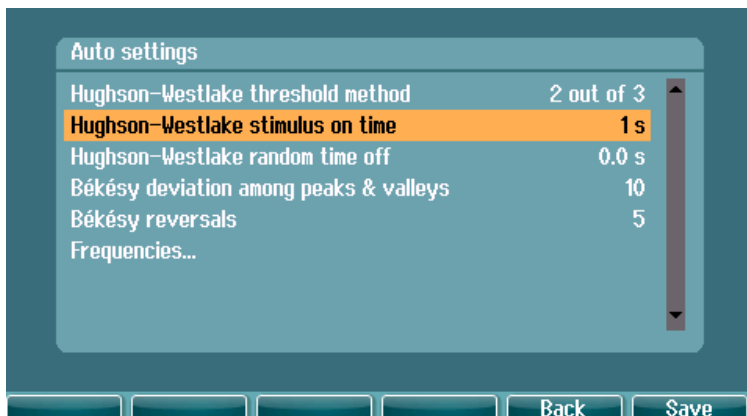 Auto settings
Hughson-Westlake threshold method 2 out of 3
Hughson-Westlake stimulus on time 1 s
Hughson-Westlake random time off 0.0 s
Békésy deviation among peaks & valleys 10
Békésy reversals 5
Frequencies...
Back Save